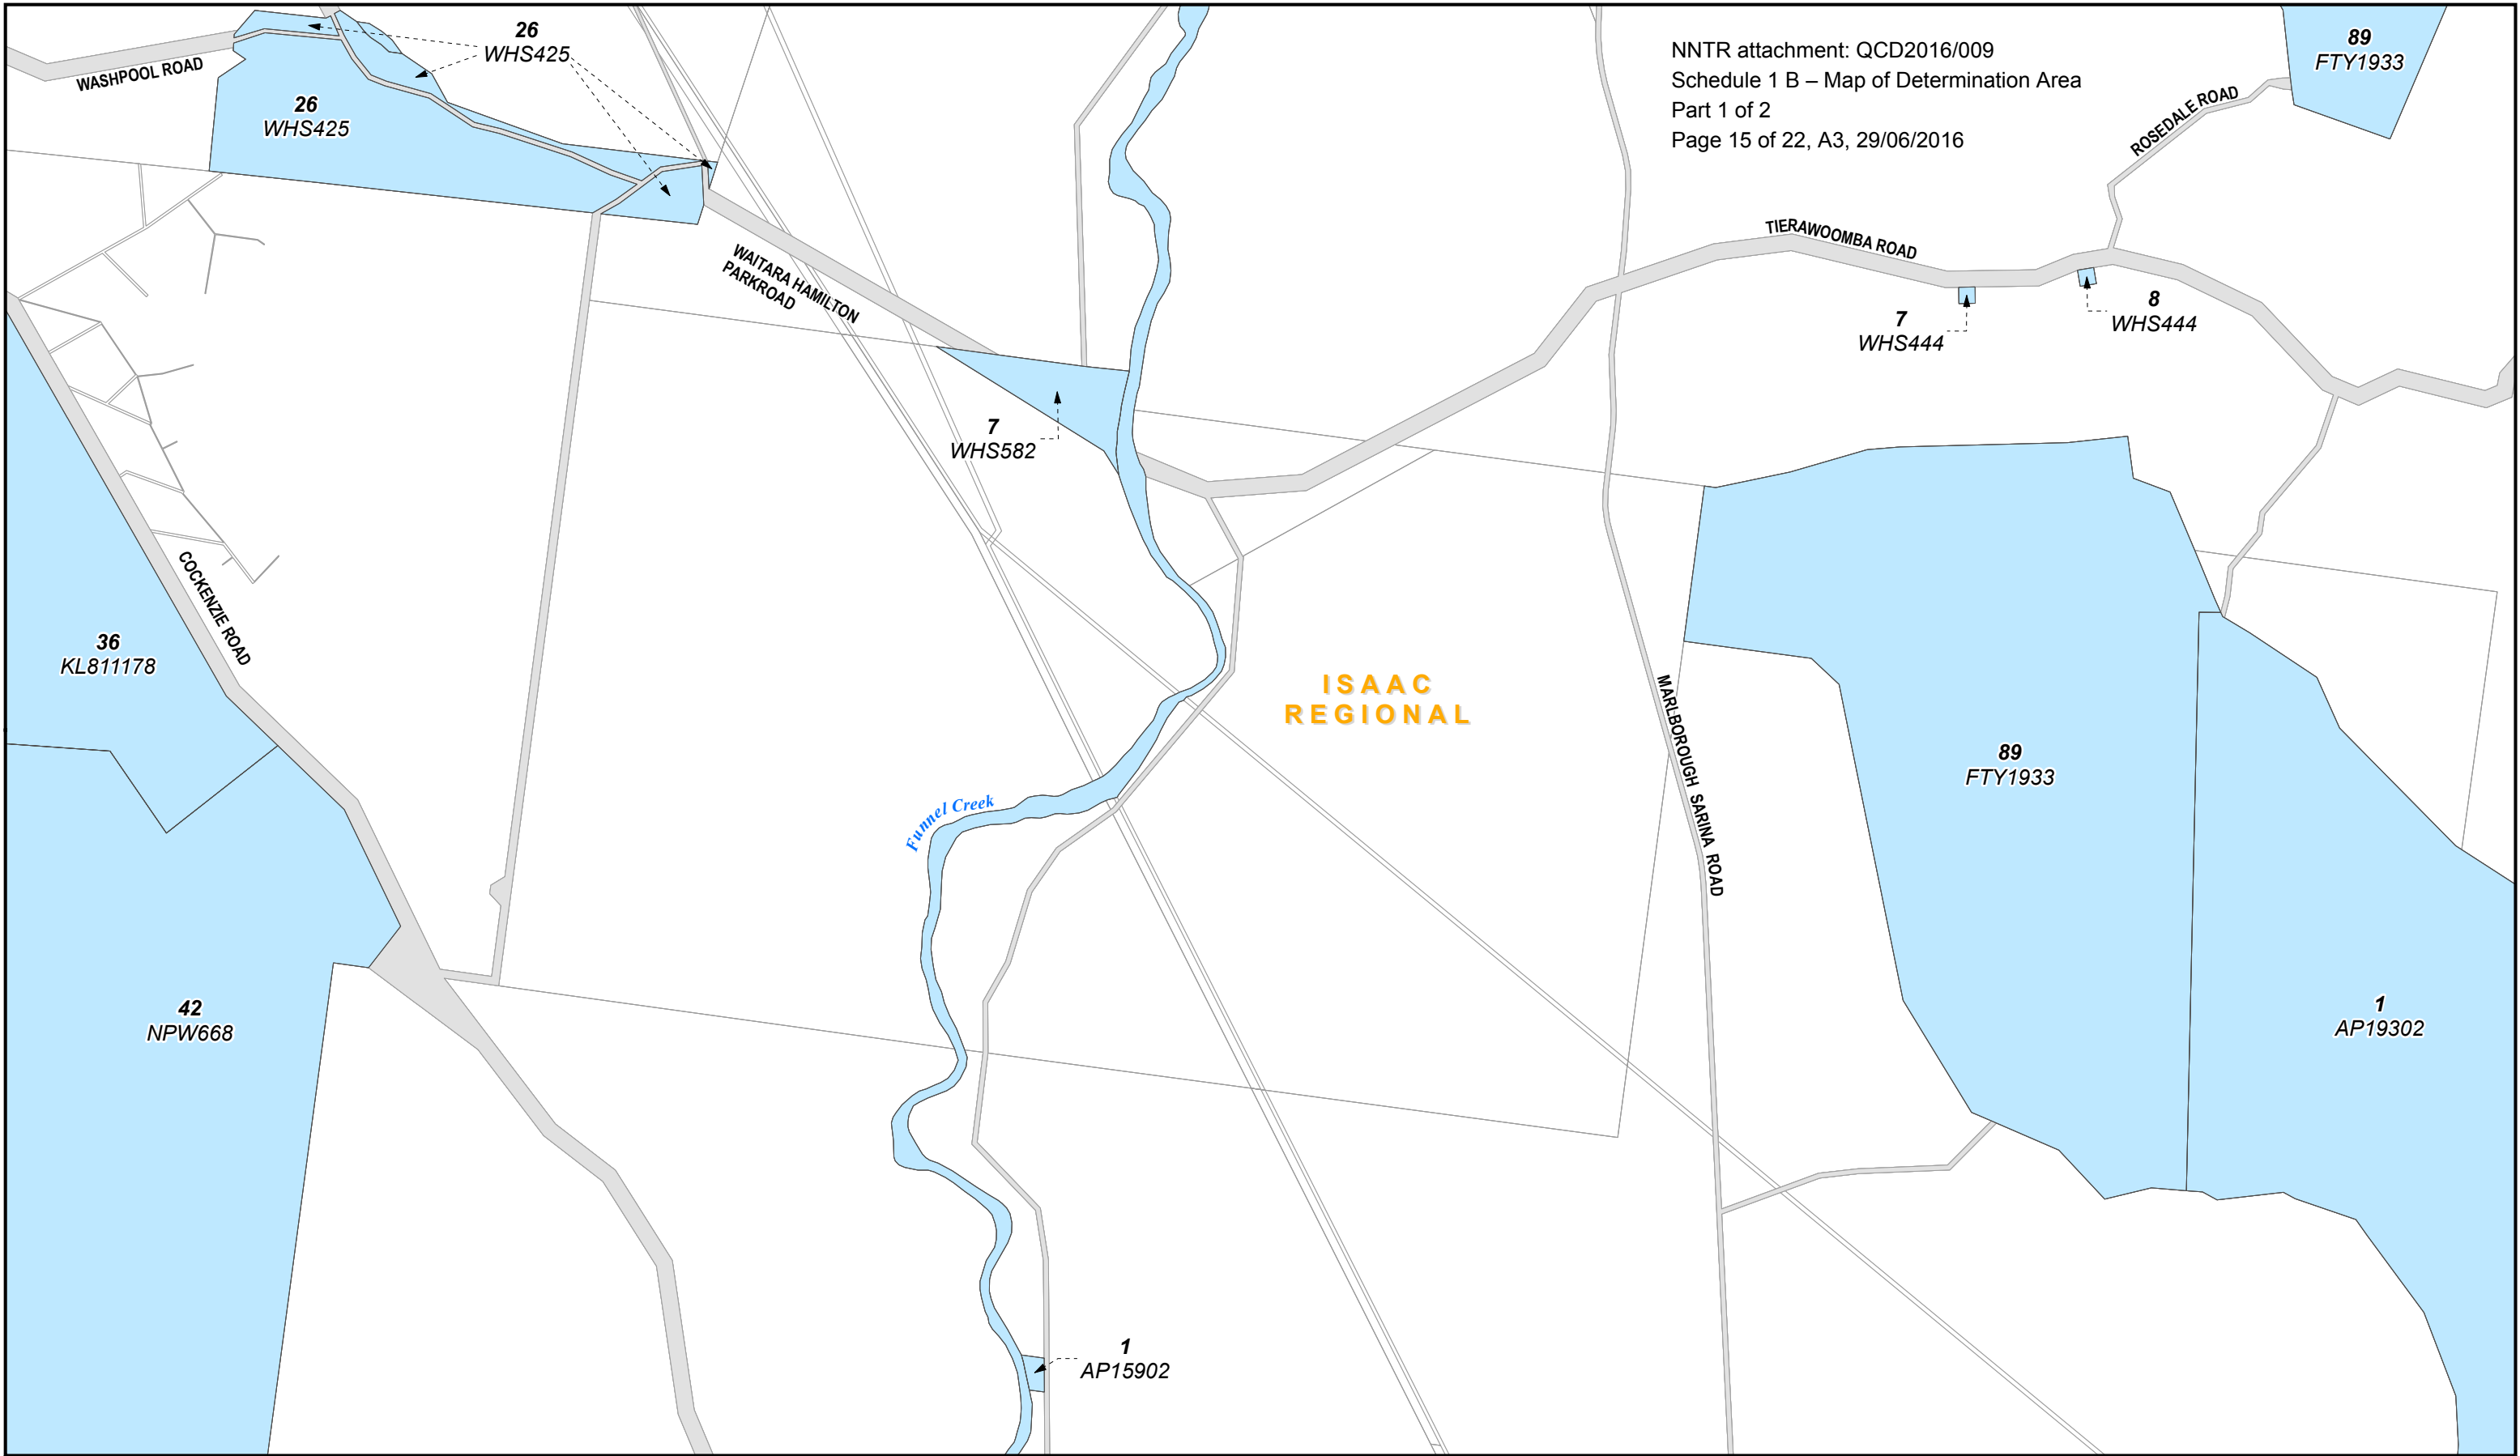 NNTR attachment: QCD2016/009
Schedule 1 B – Map of Determination Area
Part 1 of 2
Page 15 of 22, A3, 29/06/2016
26
WHS425
WASHPOOL ROAD
26
WHS425
89
FTY1933
ROSEDALE ROAD
TIERAWOOMBA ROAD
WAITARA HAMILTON
PARKROAD
7
WHS444
8
WHS444
7
WHS582
COCKENZIE ROAD
36
KL811178
ISAAC
REGIONAL
MARLBOROUGH SARINA ROAD
89
FTY1933
Funnel Creek
42
NPW668
1
AP19302
1
AP15902